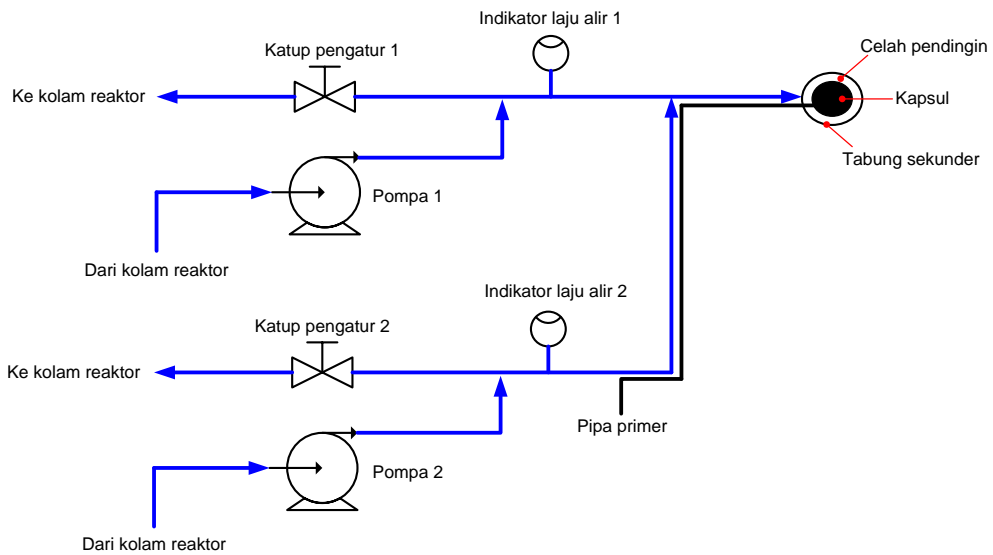 Indikator laju alir 1
Katup pengatur 1
Celah pendingin
Ke kolam reaktor
Kapsul
Tabung sekunder
Pompa 1
Dari kolam reaktor
Indikator laju alir 2
Katup pengatur 2
Ke kolam reaktor
Pipa primer
Pompa 2
Dari kolam reaktor